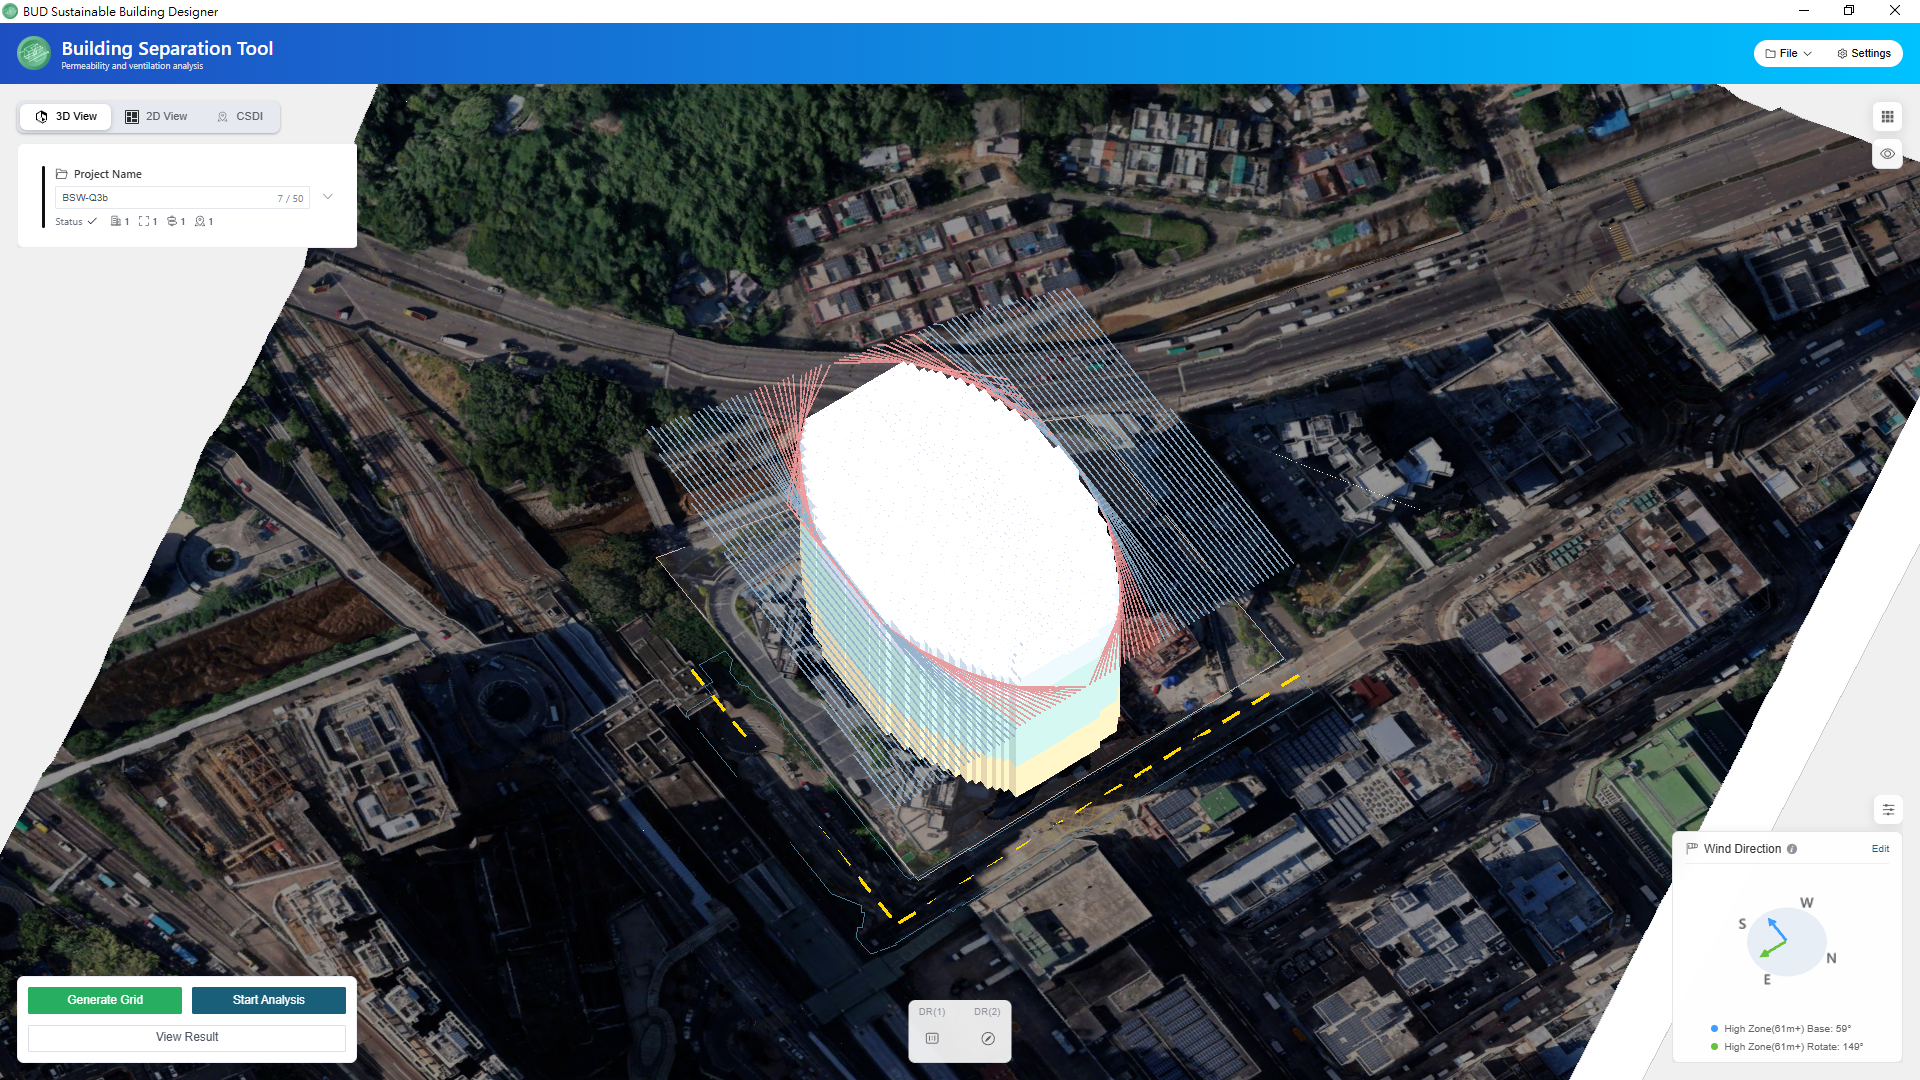 BUD Sustainable Building Designer
Building Separation Tool
Permeability and ventilation analysis
File
Settings
3D View
2D View
CSDI
Project Name
BSW-Q3b
7 / 50
Status
1
1
1
1
Wind Direction
Edit
W
S
N
E
High Zone(61m+) Base: 59°
High Zone(61m+) Rotate: 149°
Generate Grid
Start Analysis
View Result
DR(1)
DR(2)